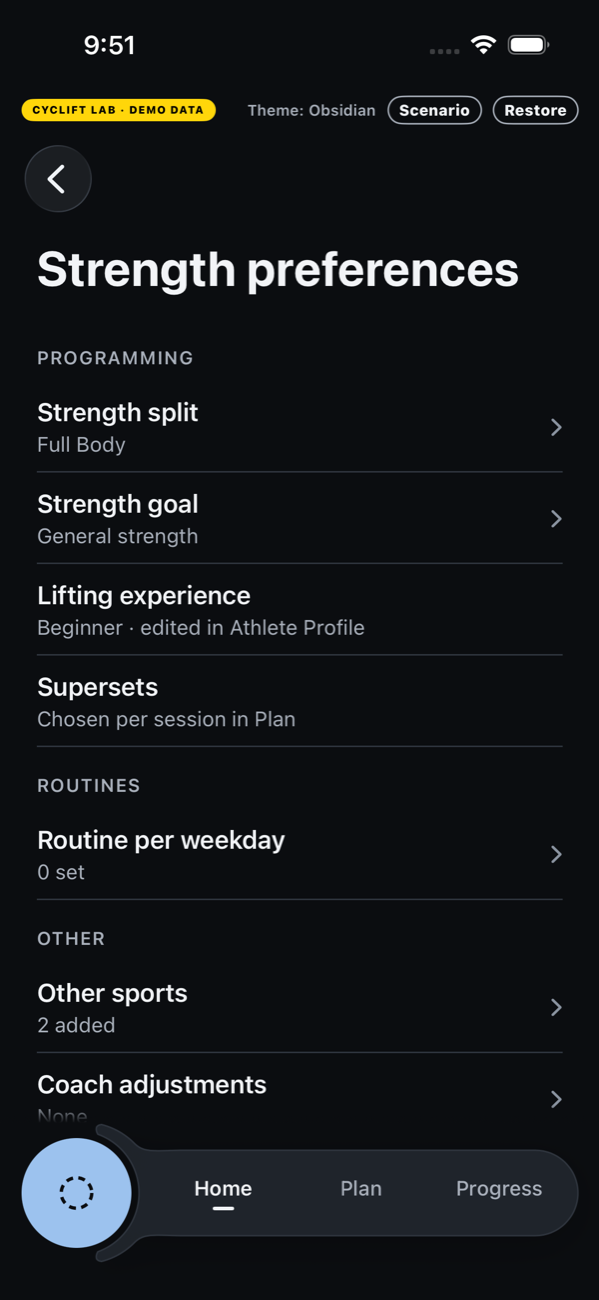 9:51
CYCLIFT LAB · DEMO DATA
Theme: Obsidian
Scenario
Restore
Strength preferences
PROGRAMMING
Strength split
Full Body
Strength goal
General strength
Lifting experience
Beginner · edited in Athlete Profile
Supersets
Chosen per session in Plan
ROUTINES
Routine per weekday
0 set
OTHER
Other sports
2 added
Coach adjustments
None
Home
Plan
Progress